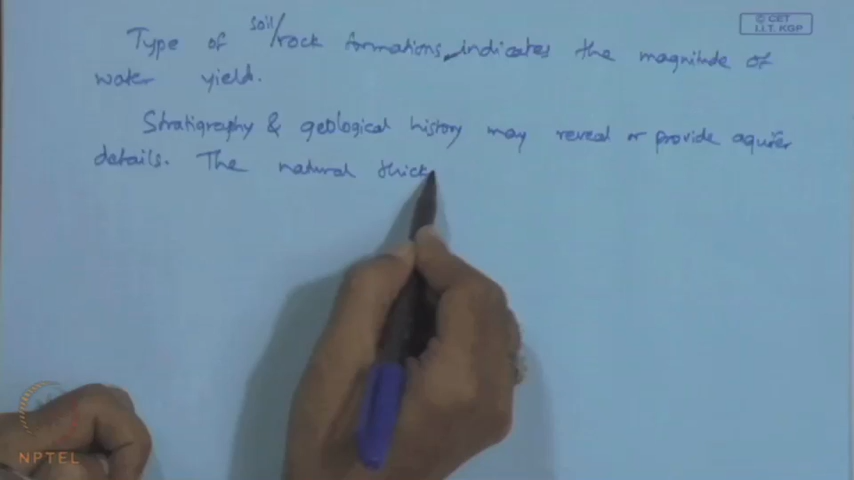 © CET
I.I.T. KGP
Type of soil/rock formations indicates the magnitude of
water yield.
Stratigraphy & geological history may reveal or provide aquifer
details. The natural thick
NPTEL